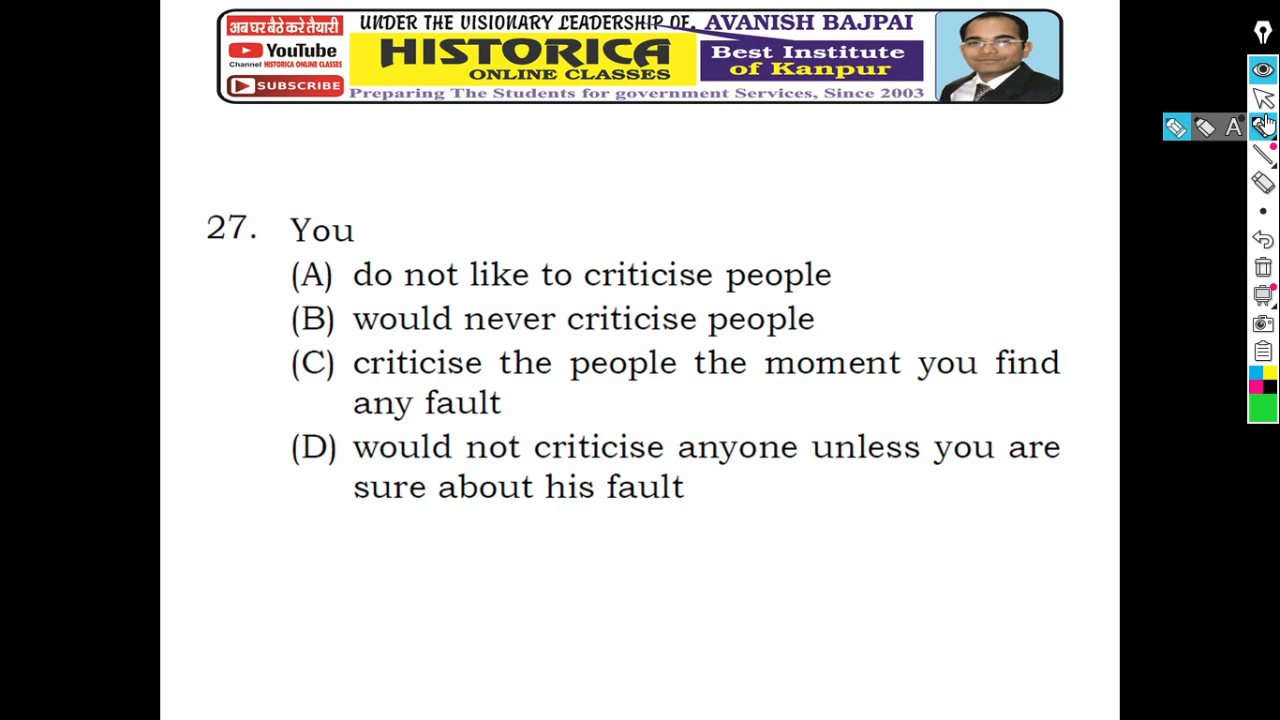 अब घर बैठे करे तैयारी
UNDER THE VISIONARY LEADERSHIP OF. AVANISH BAJPAI
YouTube
Channel HISTORICA ONLINE CLASSES
HISTORICA
ONLINE CLASSES
Best Institute
of Kanpur
SUBSCRIBE
Preparing The Students for government Services, Since 2003
A
27. You
(A) do not like to criticise people
(B) would never criticise people
(C) criticise the people the moment you find
any fault
(D) would not criticise anyone unless you are
sure about his fault